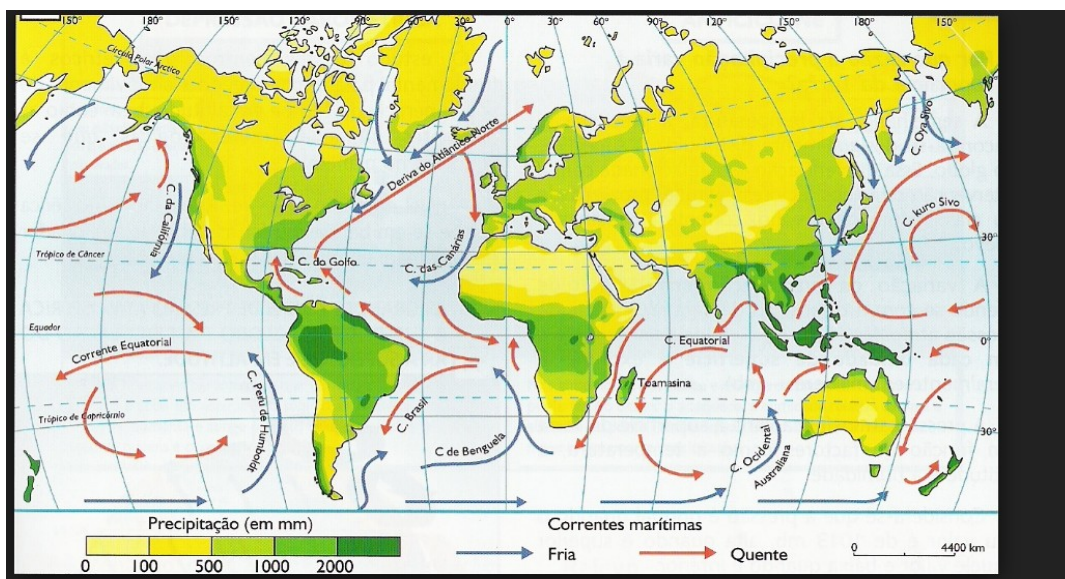 150° 180° 150° 120° 90° 60° 30° 0° 30° 60° 90° 120° 150° 180° 150°
Círculo Polar Árctico
60°
C. Oya Sivo
Deriva do Atlântico Norte
C. da Califórnia
C. kuro Sivo
30°
Trópico de Câncer
C. do Golfo
C. das Canárias
Equador
C. Equatorial
0°
Corrente Equatorial
Toamasina
C. Peru de Humboldt
C. Brasil
Trópico de Capricórnio
C de Benguela
C. Ocidental
Australiana
30°
Precipitação (em mm)
0 100 500 1000 2000
Correntes marítimas
Fria
Quente
0 4400 km